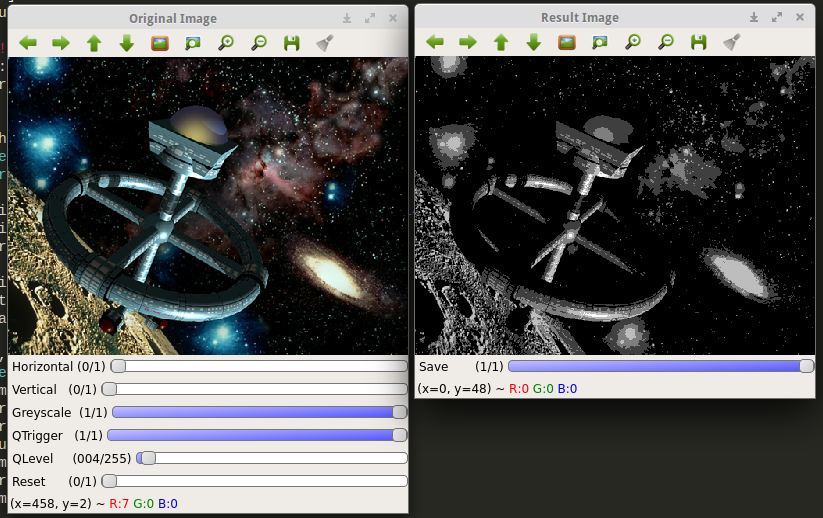 Original Image
Horizontal (0/1)
Vertical (0/1)
Greyscale (1/1)
QTrigger (1/1)
QLevel (004/255)
Reset (0/1)
(x=458, y=2) ~ R:7 G:0 B:0
Result Image
Save (1/1)
(x=0, y=48) ~ R:0 G:0 B:0